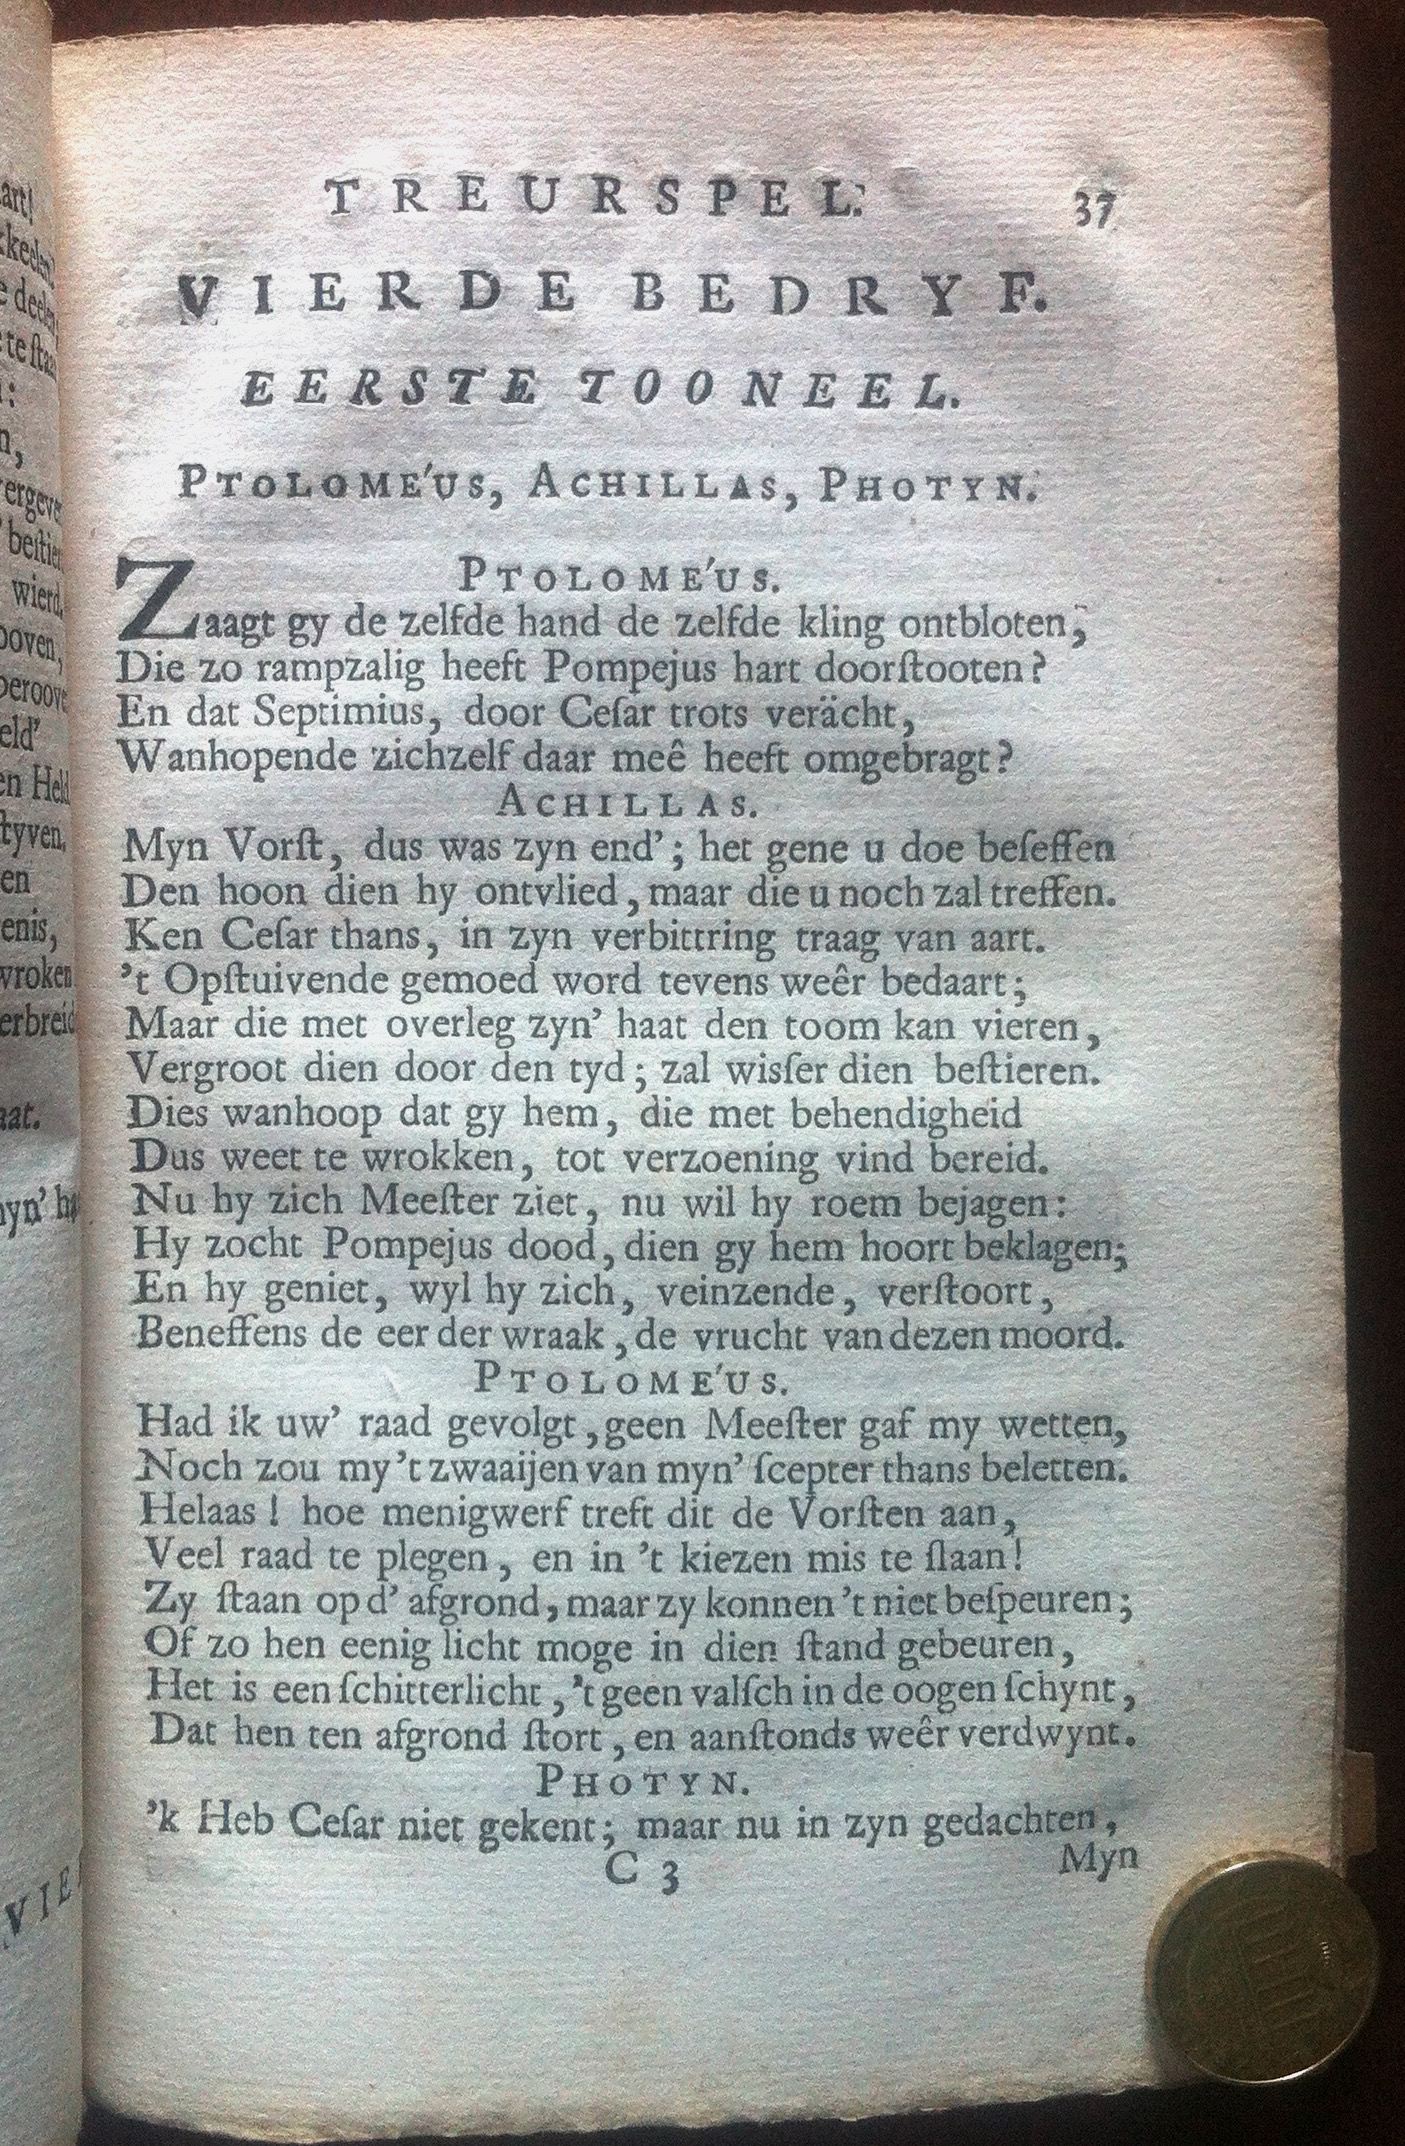 TREURSPEL. 37
VIERDE BEDRYF.
EERSTE TOONEEL.
PTOLOME'US, ACHILLAS, PHOTYN.
PTOLOME'US.
Zaagt gy de zelfde hand de zelfde kling ontbloten,
Die zo rampzalig heeft Pompejus hart doorſtooten?
En dat Septimius, door Ceſar trots verächt,
Wanhopende zichzelf daar meê heeft omgebragt?
ACHILLAS.
Myn Vorſt, dus was zyn end'; het gene u doe beſeffen
Den hoon dien hy ontvlied, maar die u noch zal treffen.
Ken Ceſar thans, in zyn verbittring traag van aart.
't Opſtuivende gemoed word tevens weêr bedaart;
Maar die met overleg zyn' haat den toom kan vieren,
Vergroot dien door den tyd; zal wisſer dien beſtieren.
Dies wanhoop dat gy hem, die met behendigheid
Dus weet te wrokken, tot verzoening vind bereid.
Nu hy zich Meeſter ziet, nu wil hy roem bejagen:
Hy zocht Pompejus dood, dien gy hem hoort beklagen;
En hy geniet, wyl hy zich, veinzende, verſtoort,
Beneffens de eer der wraak, de vrucht van dezen moord.
PTOLOME'US.
Had ik uw' raad gevolgt, geen Meeſter gaf my wetten,
Noch zou my 't zwaaijen van myn' ſcepter thans beletten.
Helaas! hoe menigwerf treft dit de Vorſten aan,
Veel raad te plegen, en in 't kiezen mis te ſlaan!
Zy ſtaan op d' afgrond, maar zy konnen 't niet beſpeuren;
Of zo hen eenig licht moge in dien ſtand gebeuren,
Het is een ſchitterlicht, 't geen valſch in de oogen ſchynt,
Dat hen ten afgrond ſtort, en aanſtonds weêr verdwynt.
PHOTYN.
'k Heb Ceſar niet gekent; maar nu in zyn gedachten,
C 3 Myn